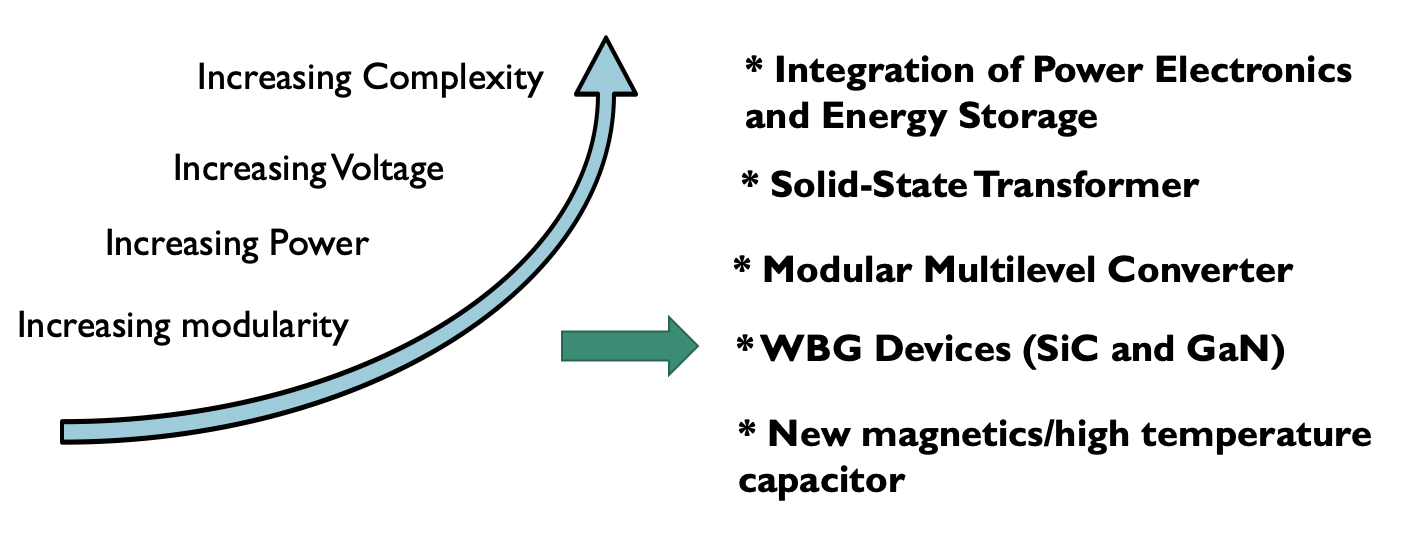 Increasing Complexity
Increasing Voltage
Increasing Power
Increasing modularity
* Integration of Power Electronics
and Energy Storage
* Solid-State Transformer
* Modular Multilevel Converter
* WBG Devices (SiC and GaN)
* New magnetics/high temperature
capacitor